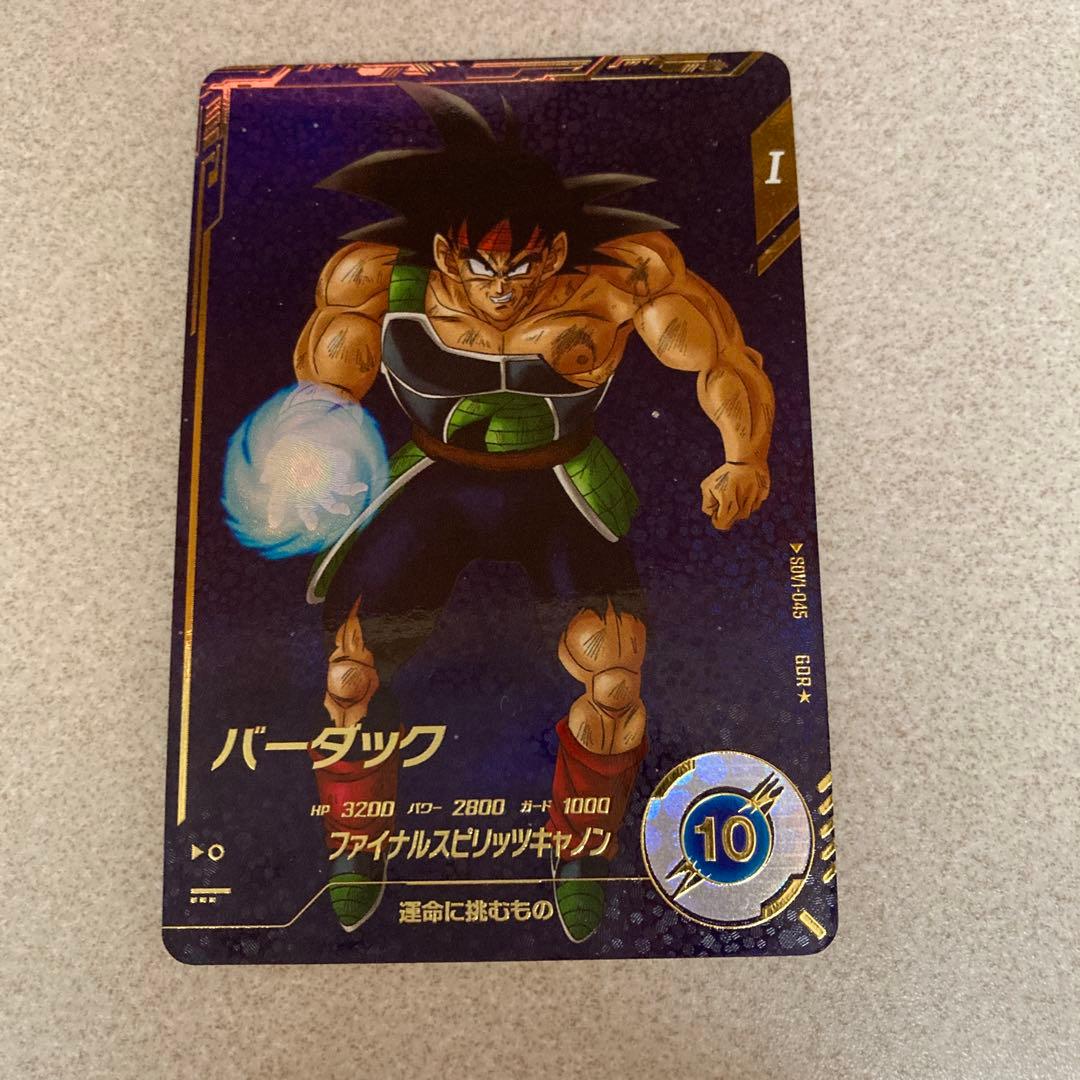 I
▶SDV1-045 GDR★
バーダック
HP 3200 パワー 2800 ガード 1000
ファイナルスピリッツキャノン
10
運命に挑むもの